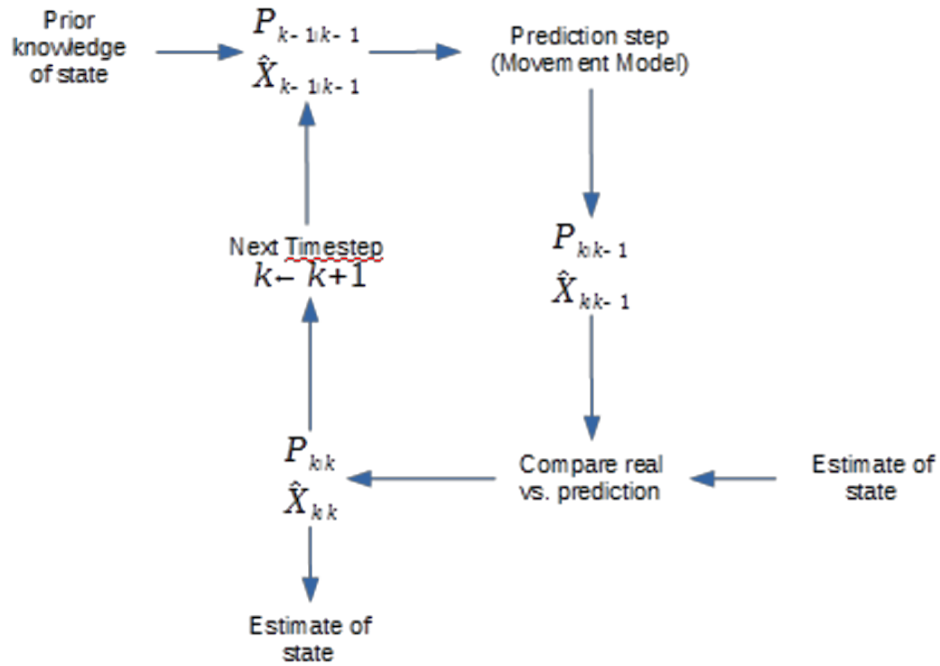 Prior
knowledge
of state
P k-1|k-1
X̂ k-1|k-1
Prediction step
(Movement Model)
P k|k-1
X̂ k|k-1
Next Timestep
k← k+1
P k|k
X̂ k|k
Compare real
vs. prediction
Estimate of
state
Estimate of
state